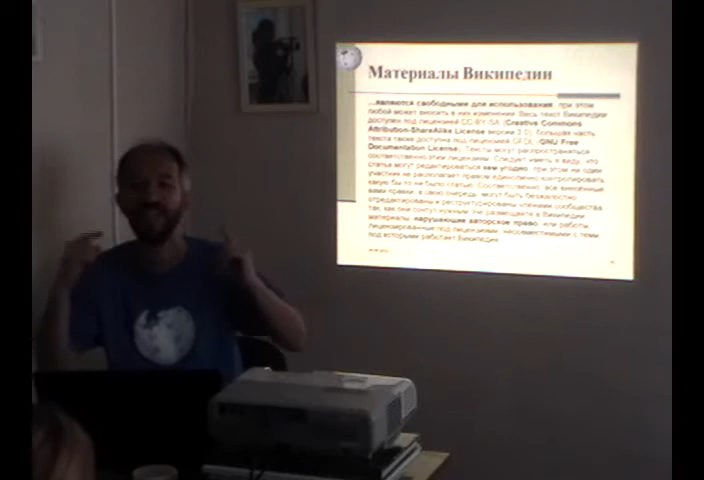 Материалы Википедии
...являются свободными для использования, при этом
любой может вносить в них изменения. Весь текст Википедии
доступен под лицензией CC-BY-SA (Creative Commons
Attribution-ShareAlike License версии 3.0), большая часть
текста также доступна под лицензией GFDL (GNU Free
Documentation License). Тексты могут распространяться
соответственно этим лицензиям. Следует иметь в виду, что
статьи могут редактироваться кем угодно, при этом ни один
участник не располагает правом единолично контролировать
какую бы то ни было статью. Соответственно, все внесённые
вами правки, в свою очередь, могут быть безжалостно
отредактированы и реструктурированы членами сообщества
так, как они сочтут нужным. Не размещайте в Википедии
материалы, нарушающие авторское право, или работы,
лицензированные под лицензиями, несовместимыми с теми,
под которыми работает Википедия